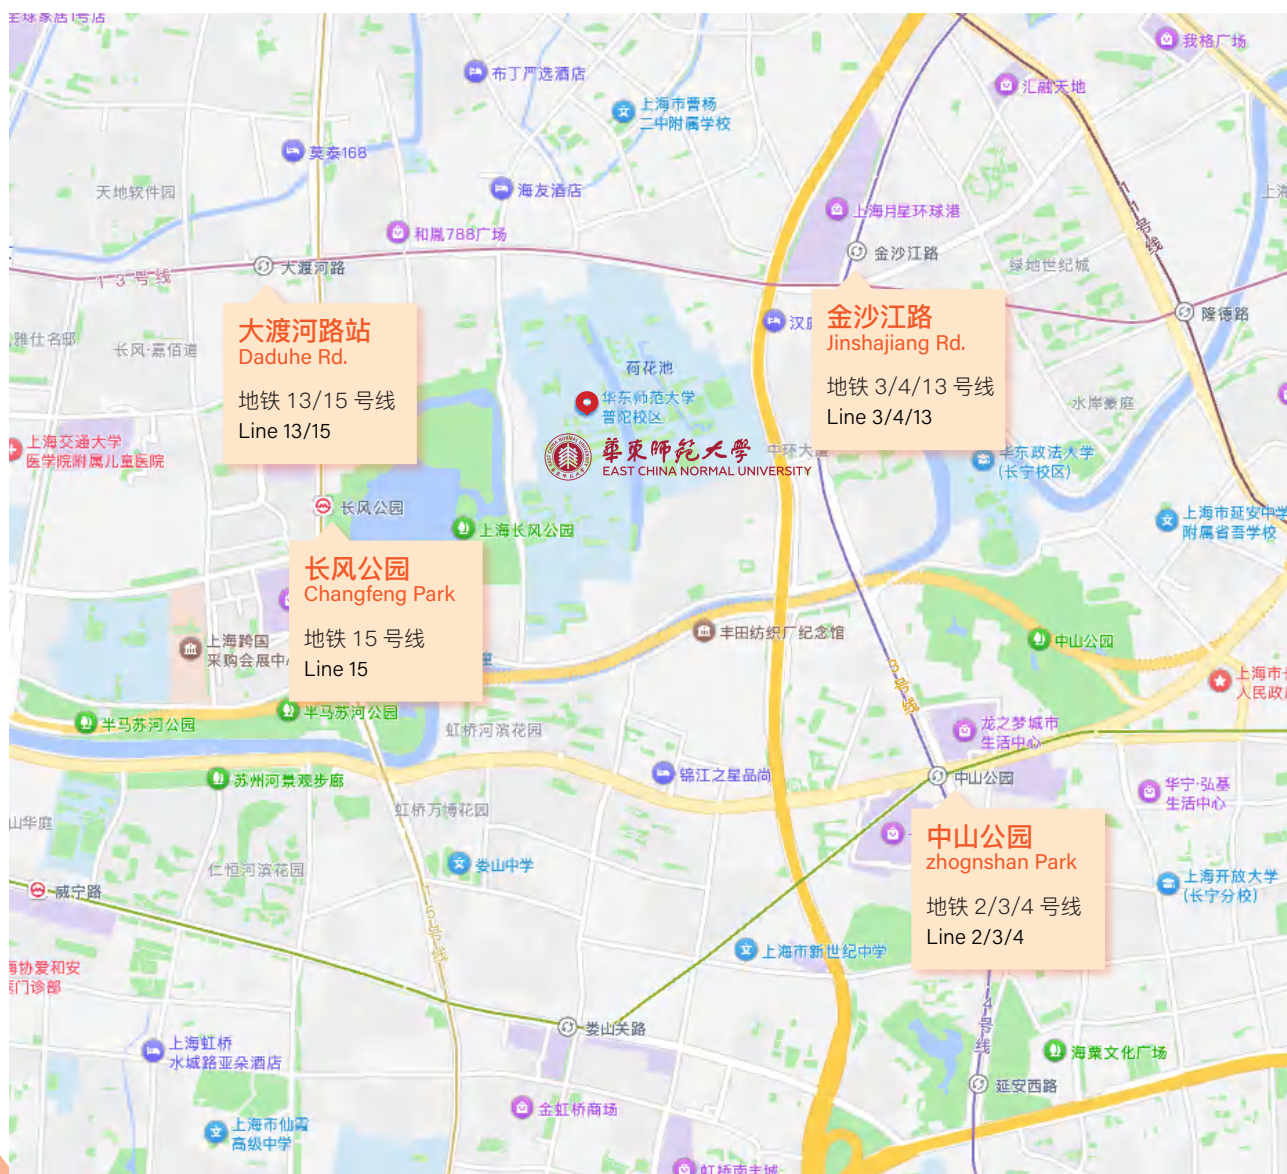 全球家居1号店
我格广场
布丁严选酒店
汇融天地
上海市曹杨
二中附属学校
莫泰168
天地软件园
海友酒店
上海月星环球港
11号线
和胤788广场
金沙江路
绿地世纪城
大渡河路
13号线
隆德路
雅仕名邸
长风·嘉佰道
大渡河路站
Daduhe Rd.
地铁 13/15 号线
Line 13/15
荷花池
华东师范大学
普陀校区
華東師範大學
EAST CHINA NORMAL UNIVERSITY
金沙江路
Jinshajiang Rd.
地铁 3/4/13 号线
Line 3/4/13
水岸豪庭
上海交通大学
医学院附属儿童医院
中环大厦
华东政法大学
(长宁校区)
长风公园
上海长风公园
上海市延安中学
附属省吾学校
长风公园
Changfeng Park
地铁 15 号线
Line 15
上海跨国
采购会展中心
丰田纺织厂纪念馆
中山公园
3号线
上海市长
人民政府
半马苏河公园
半马苏河公园
虹桥河滨花园
龙之梦城市
生活中心
苏州河景观步廊
锦江之星品尚
中山公园
华宁·弘基
生活中心
山华庭
虹桥万博花园
中山公园
zhognshan Park
地铁 2/3/4 号线
Line 2/3/4
仁恒河滨花园
娄山中学
上海开放大学
(长宁分校)
威宁路
15号线
上海市新世纪中学
海协爱和安
医门诊部
4号线
娄山关路
上海虹桥
水城路亚朵酒店
海粟文化广场
延安西路
金虹桥商场
上海市仙霞
高级中学
虹桥南丰城